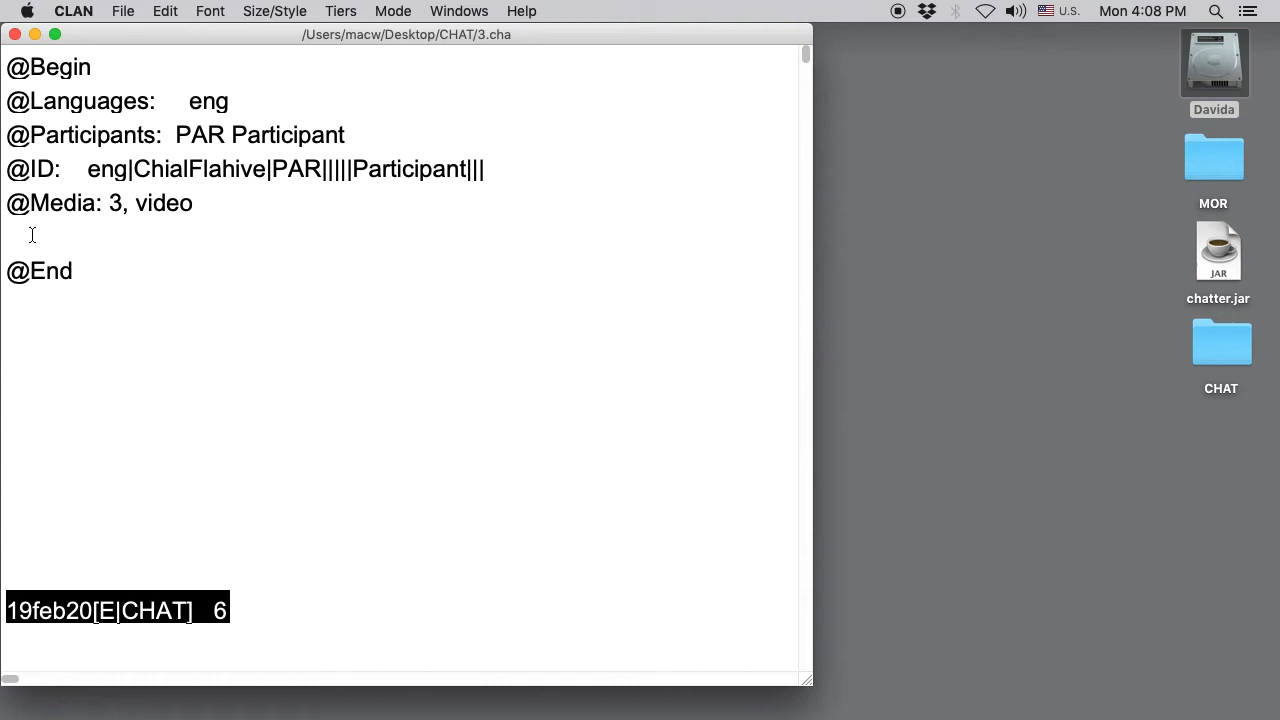 CLAN File Edit Font Size/Style Tiers Mode Windows Help U.S. Mon 4:08 PM
/Users/macw/Desktop/CHAT/3.cha
@Begin
@Languages: eng
@Participants: PAR Participant
@ID: eng|ChialFlahive|PAR|||||Participant|||
@Media: 3, video
@End
19feb20[E|CHAT] 6
Davida
MOR
JAR
chatter.jar
CHAT